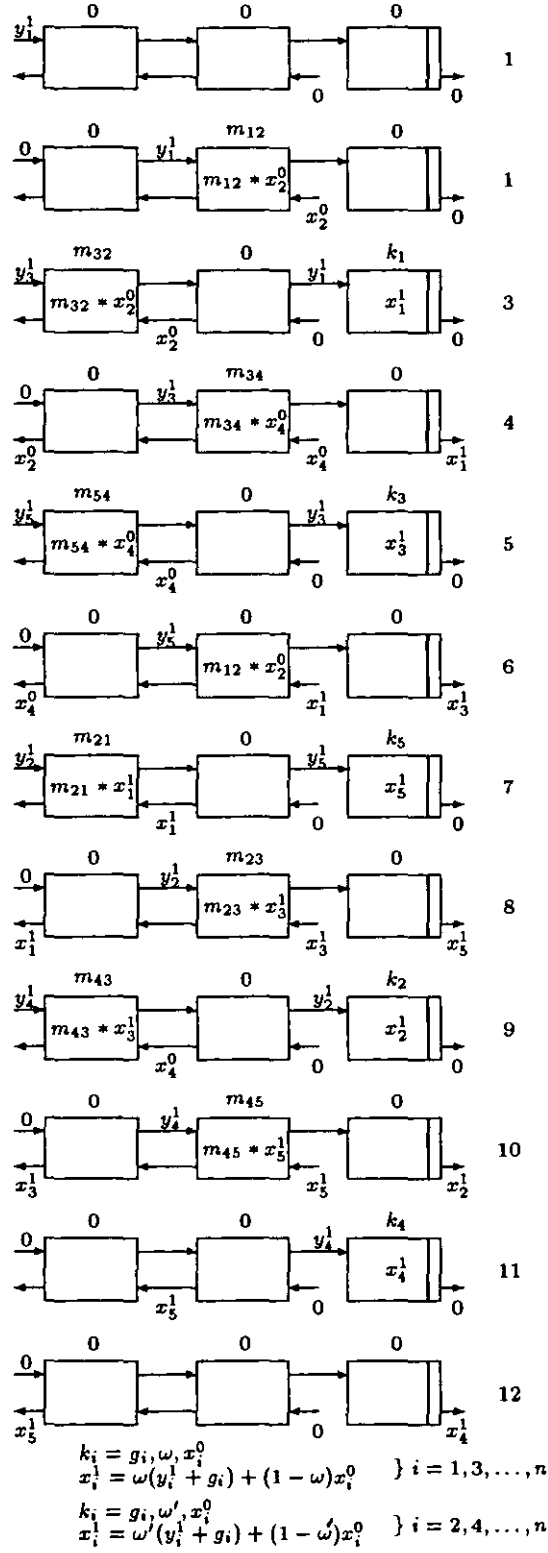 0 0 0
y_1^1 1
0 0
0 m_{12} 0
0 y_1^1 m_{12} * x_2^0 1
x_2^0 0
m_{32} 0 k_1
y_3^1 m_{32} * x_2^0 y_1^1 x_1^1 3
x_2^0 0 0
0 m_{34} 0
0 y_3^1 m_{34} * x_4^0 4
x_2^0 x_4^0 x_1^1
m_{54} 0 k_3
y_5^1 m_{54} * x_4^0 y_3^1 x_3^1 5
x_4^0 0 0
0 0 0
0 y_5^1 m_{12} * x_2^0 6
x_4^0 x_1^1 x_3^1
m_{21} 0 k_5
y_2^1 m_{21} * x_1^1 y_5^1 x_5^1 7
x_1^1 0 0
0 m_{23} 0
0 y_2^1 m_{23} * x_3^1 8
x_1^1 x_3^1 x_5^1
m_{43} 0 k_2
y_4^1 m_{43} * x_3^1 y_2^1 x_2^1 9
x_4^0 0 0
0 m_{45} 0
0 y_4^1 m_{45} * x_5^1 10
x_3^1 x_5^1 x_2^1
0 0 k_4
0 y_4^1 x_4^1 11
x_5^1 0 0
0 0 0
0 12
x_5^1 0 x_4^1
k_i = g_i, ω, x_i^0
x_i^1 = ω(y_i^1 + g_i) + (1 − ω)x_i^0 } i = 1, 3, ..., n
k_i = g_i, ω', x_i^0
x_i^1 = ω'(y_i^1 + g_i) + (1 − ω')x_i^0 } i = 2, 4, ..., n